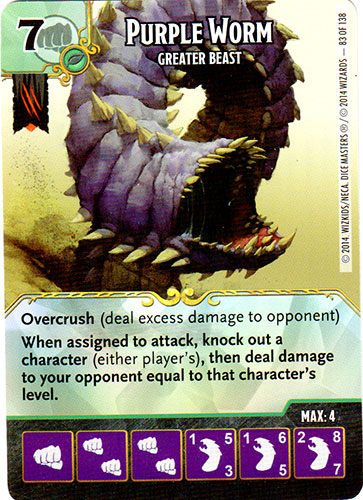 7
PURPLE WORM
GREATER BEAST
© 2014. WIZKIDS/NECA. DICE MASTERS® / © 2014 WIZARDS — 83 OF 138
Overcrush (deal excess damage to opponent)
When assigned to attack, knock out a
character (either player's), then deal damage
to your opponent equal to that character's
level.
MAX: 4
1 5 3
1 6 5
2 8 7